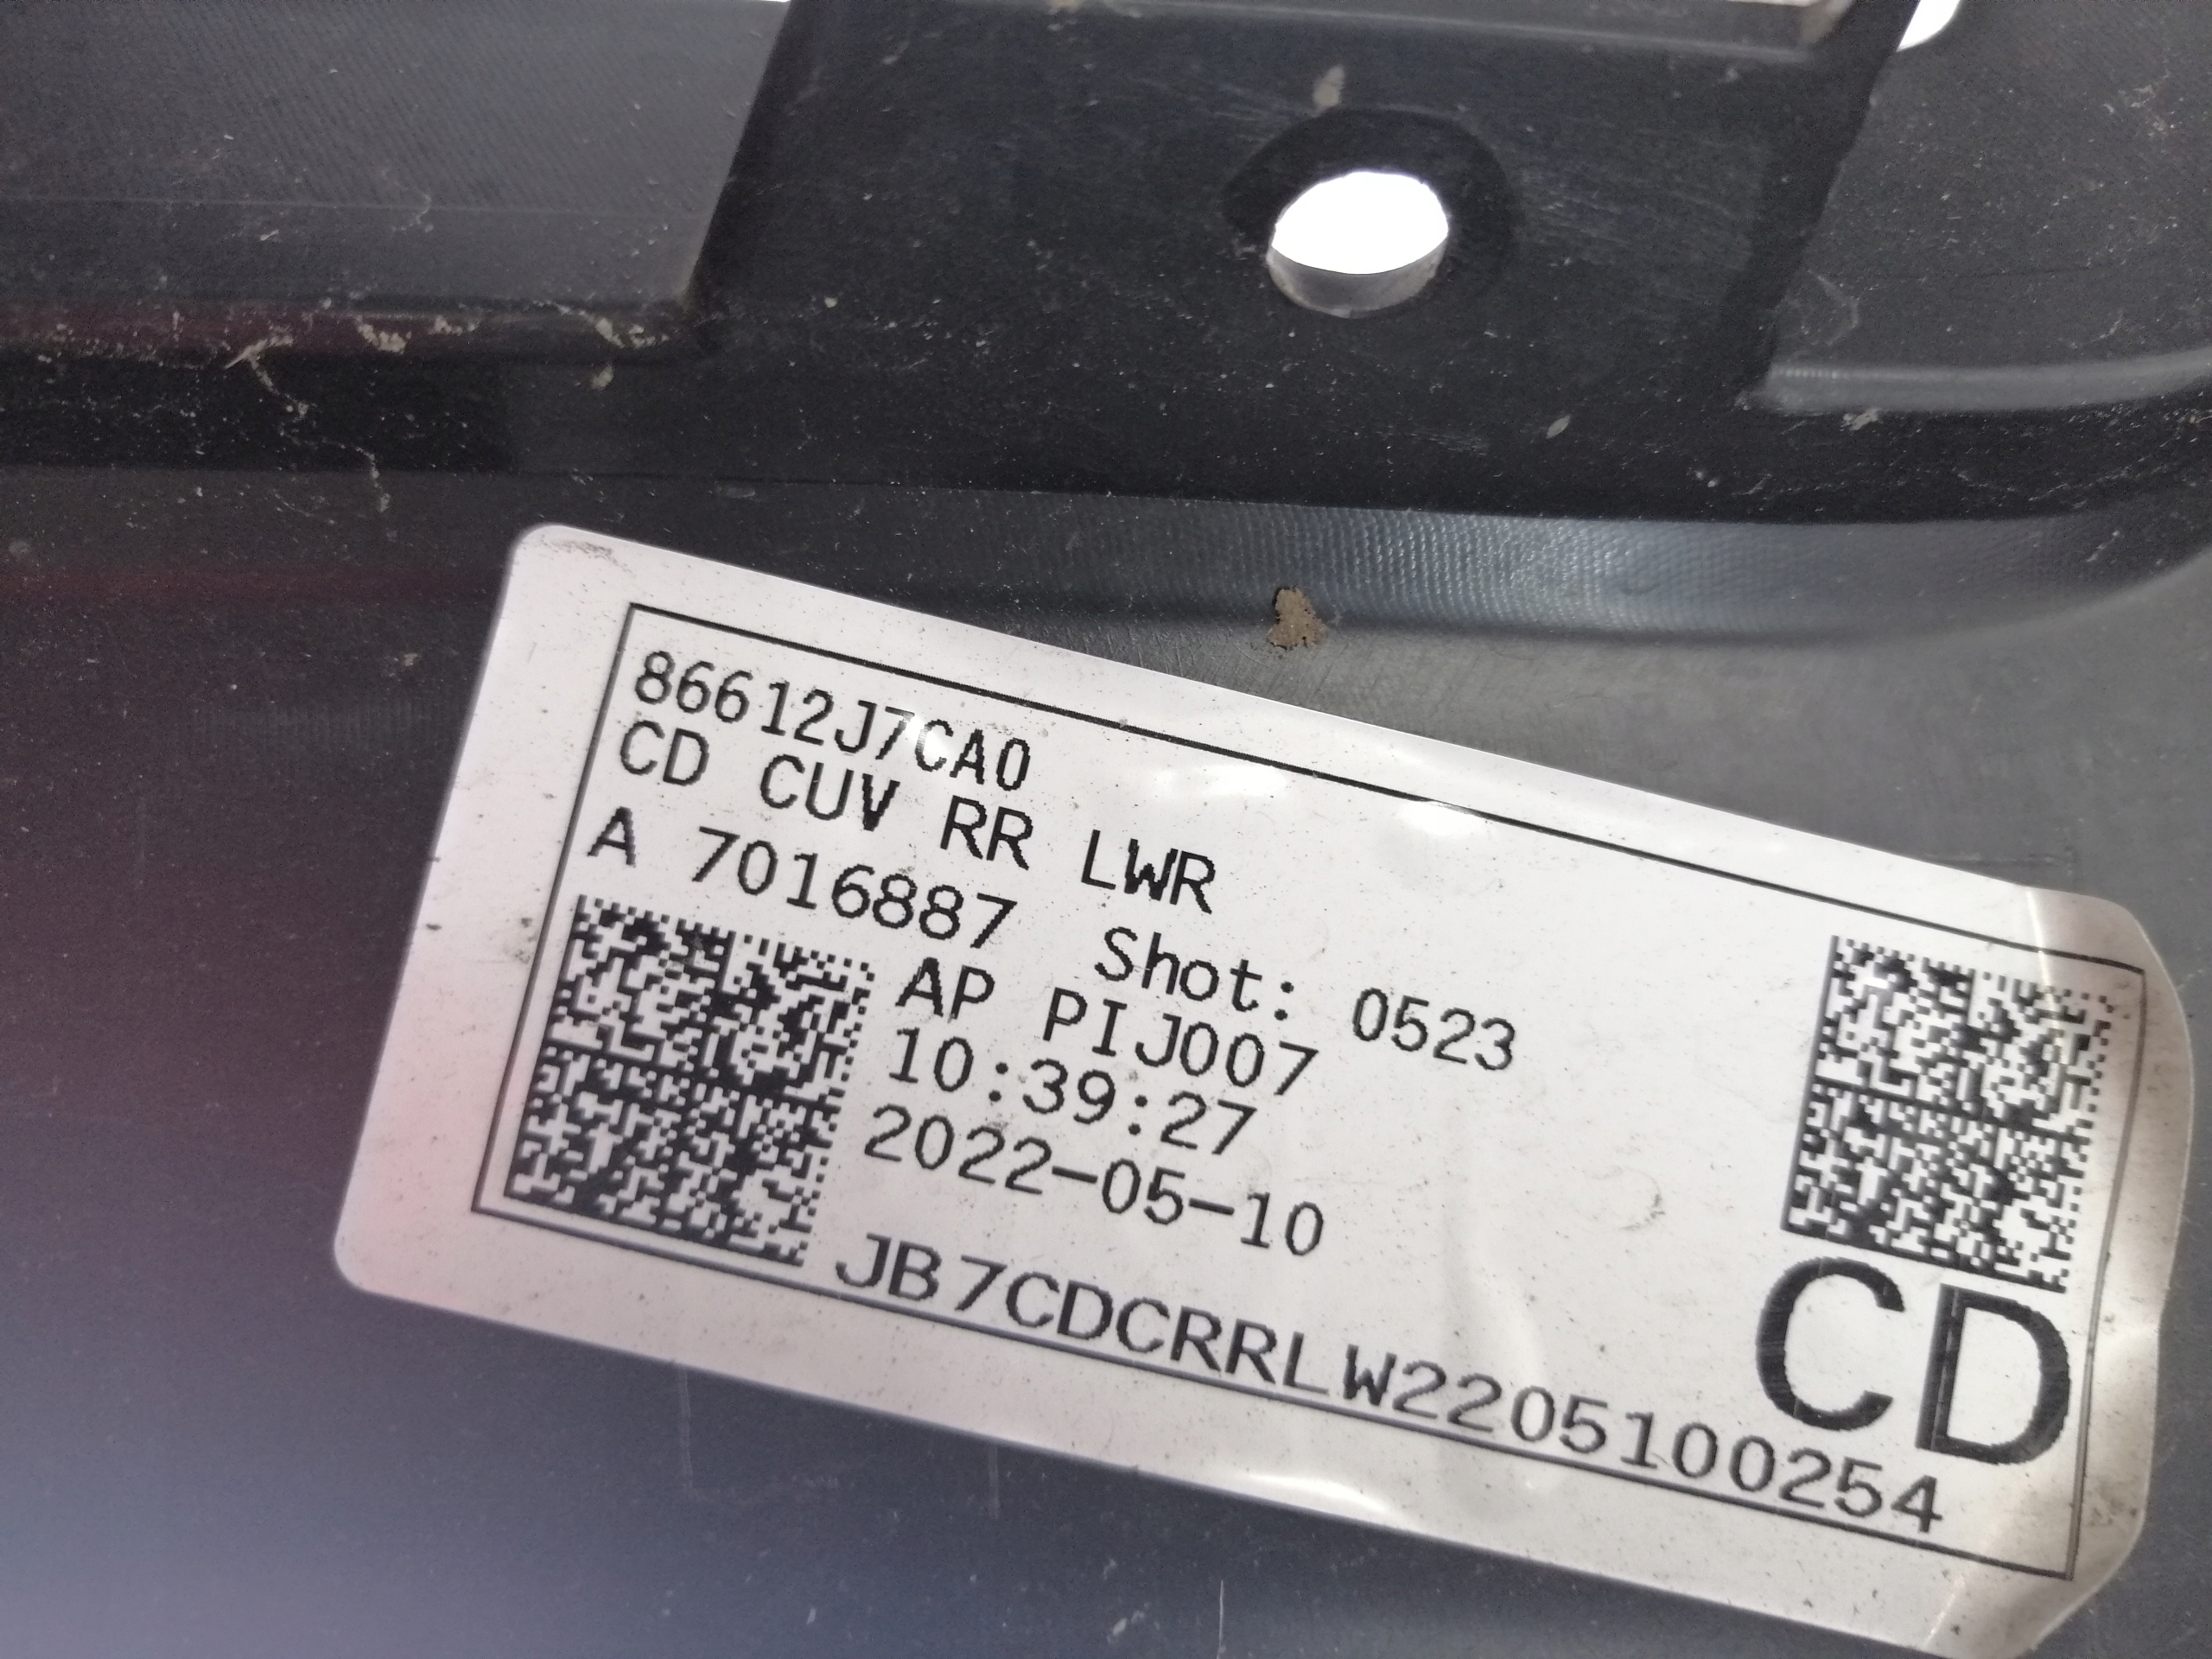 86612J7CA0
CD CUV RR LWR
A 7016887 Shot: 0523
AP PIJ007
10:39:27
2022-05-10
JB7CDCRRLW2205100254
CD